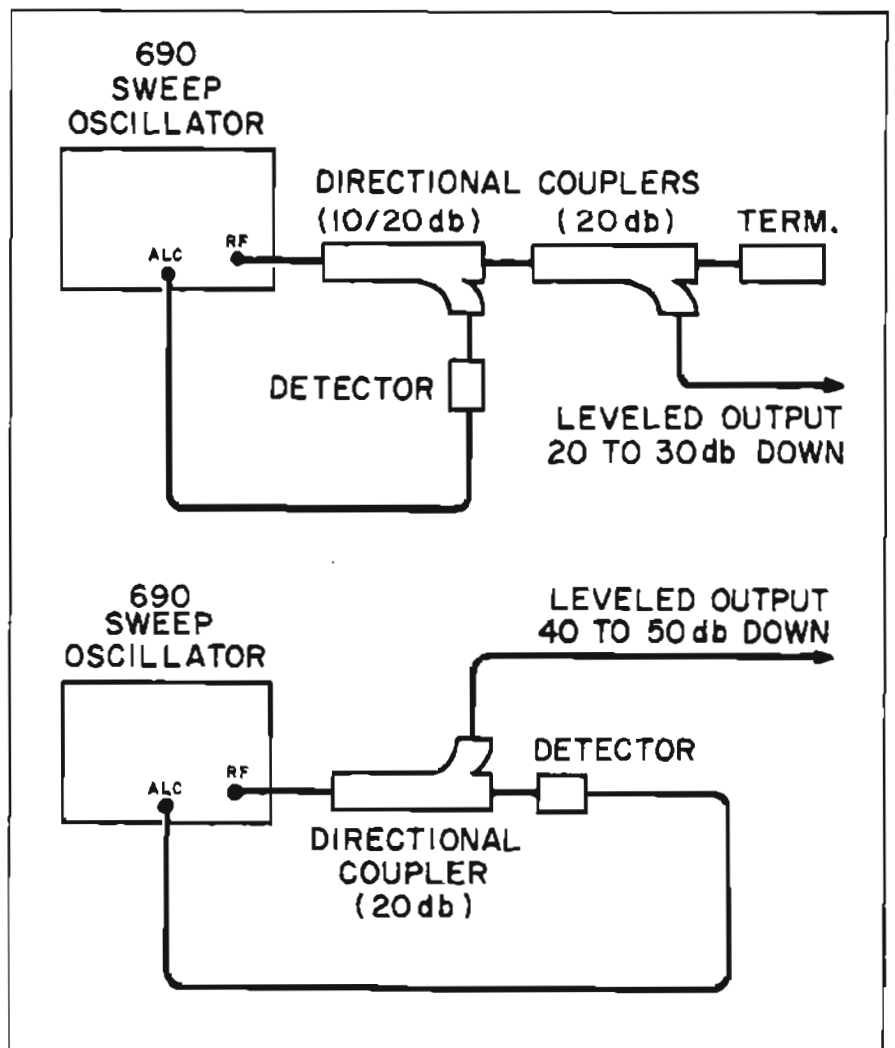 690
SWEEP
OSCILLATOR
DIRECTIONAL COUPLERS
(10/20db) (20db) TERM.
ALC RF
DETECTOR
LEVELED OUTPUT
20 TO 30db DOWN
690
SWEEP
OSCILLATOR
LEVELED OUTPUT
40 TO 50db DOWN
ALC RF
DETECTOR
DIRECTIONAL
COUPLER
(20db)